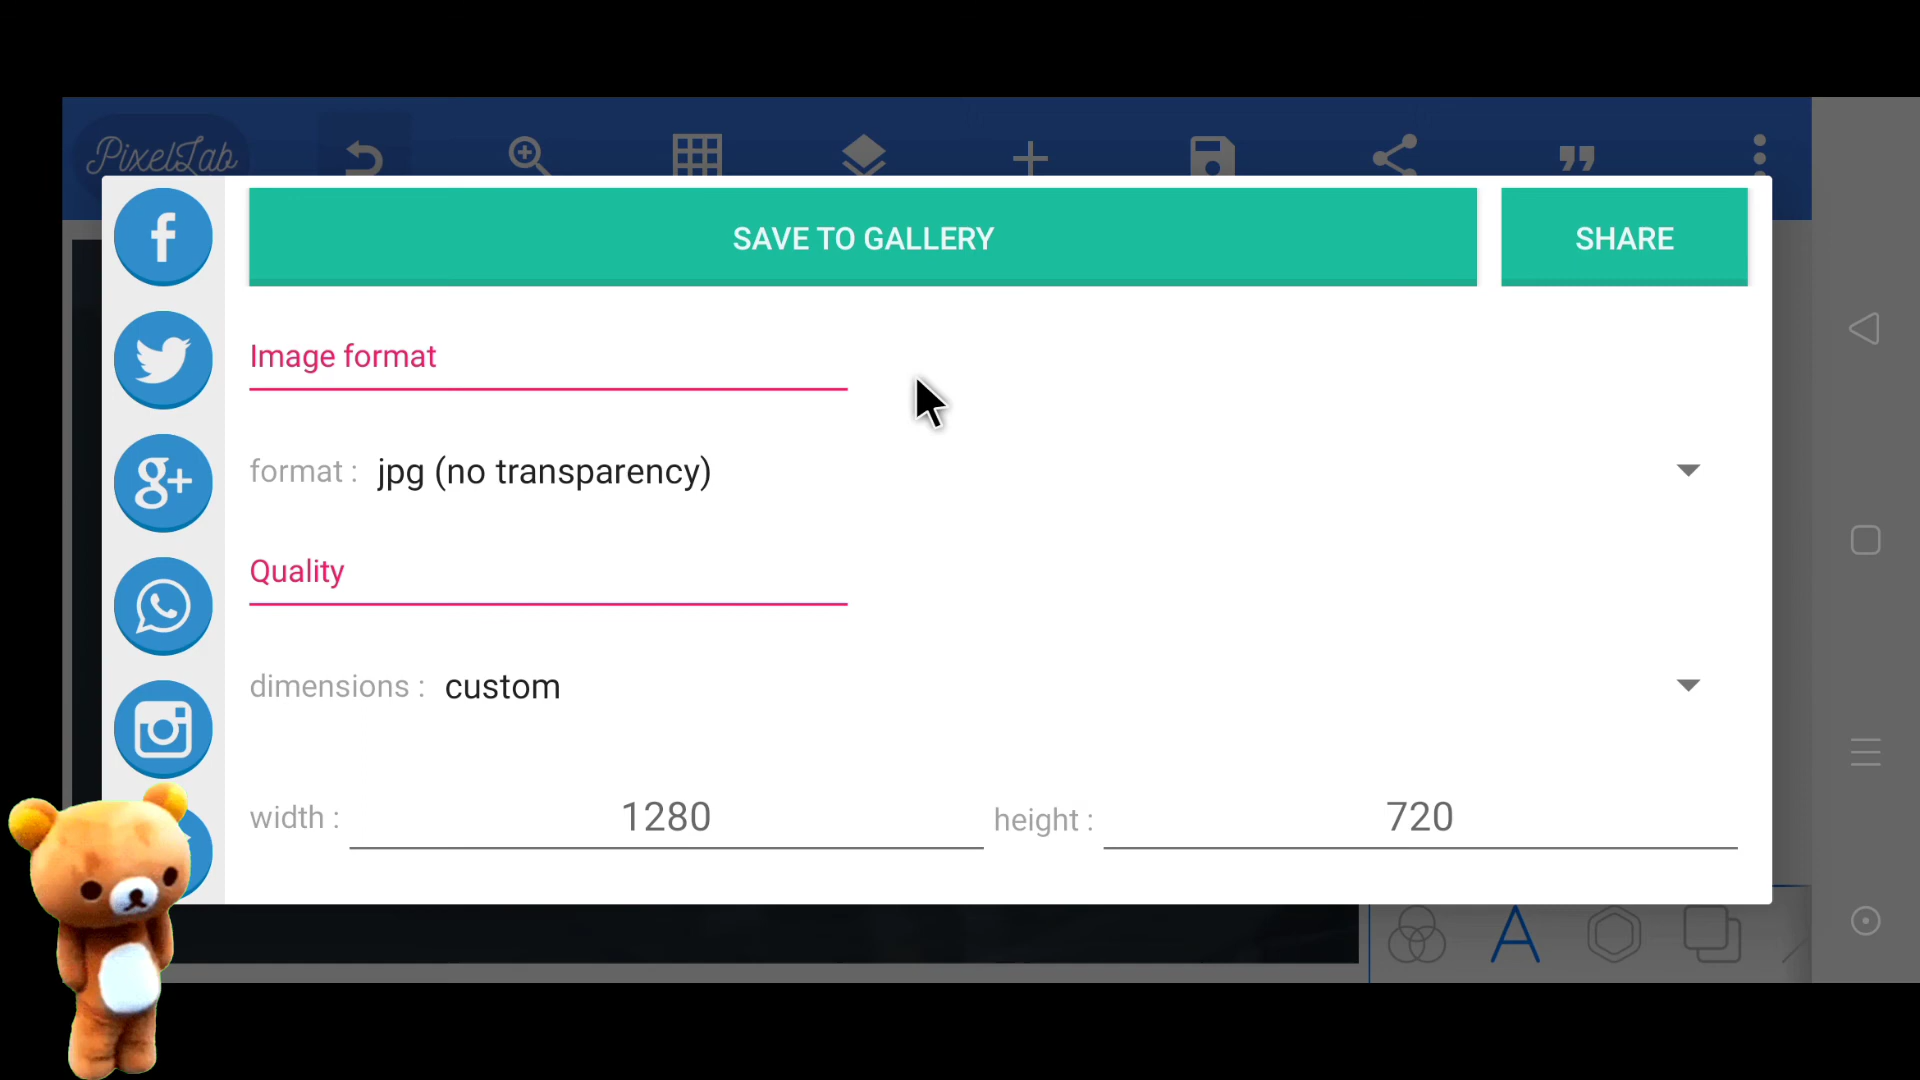 PixelLab
SAVE TO GALLERY
SHARE
Image format
format : jpg (no transparency)
Quality
dimensions : custom
width : 1280 height : 720